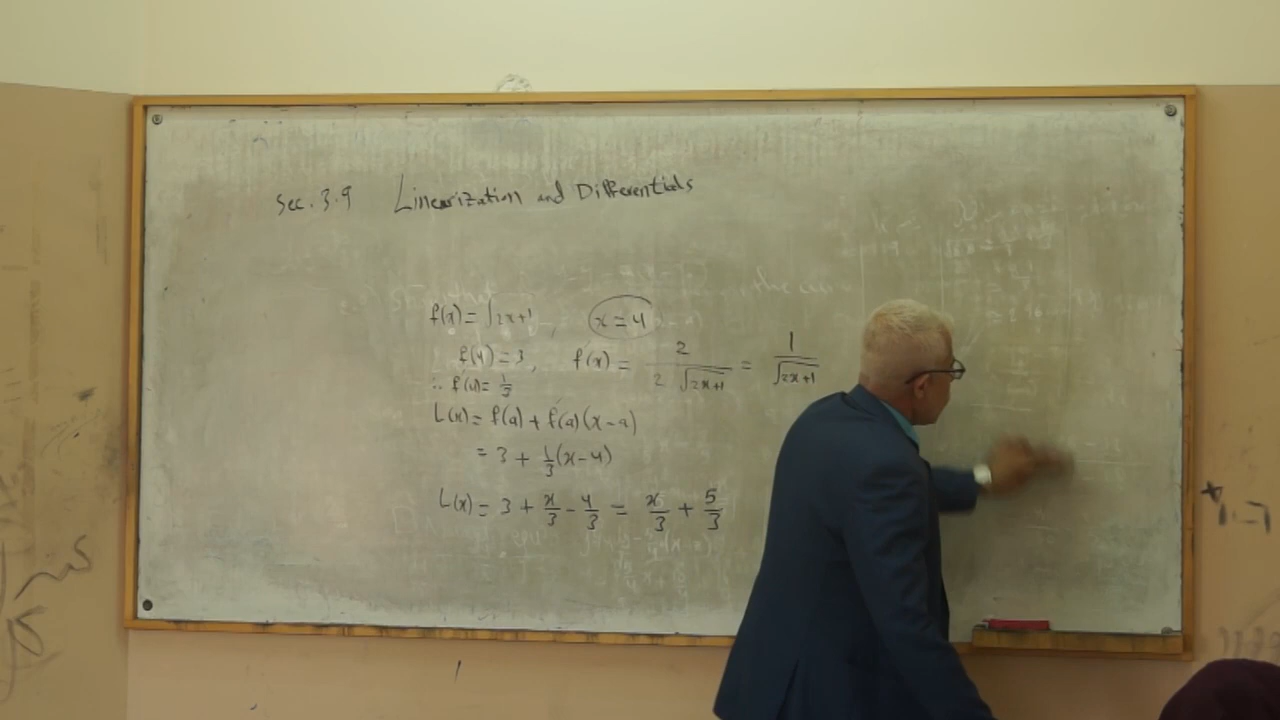 Sec. 3.9 Linearization and Differentials
f(x) = √2x+1 , x = 4
f(4) = 3, f'(x) = 2 / 2√2x+1 = 1 / √2x+1
∴ f'(4) = 1/3
L(x) = f(a) + f'(a)(x-a)
= 3 + 1/3(x-4)
L(x) = 3 + x/3 - 4/3 = x/3 + 5/3